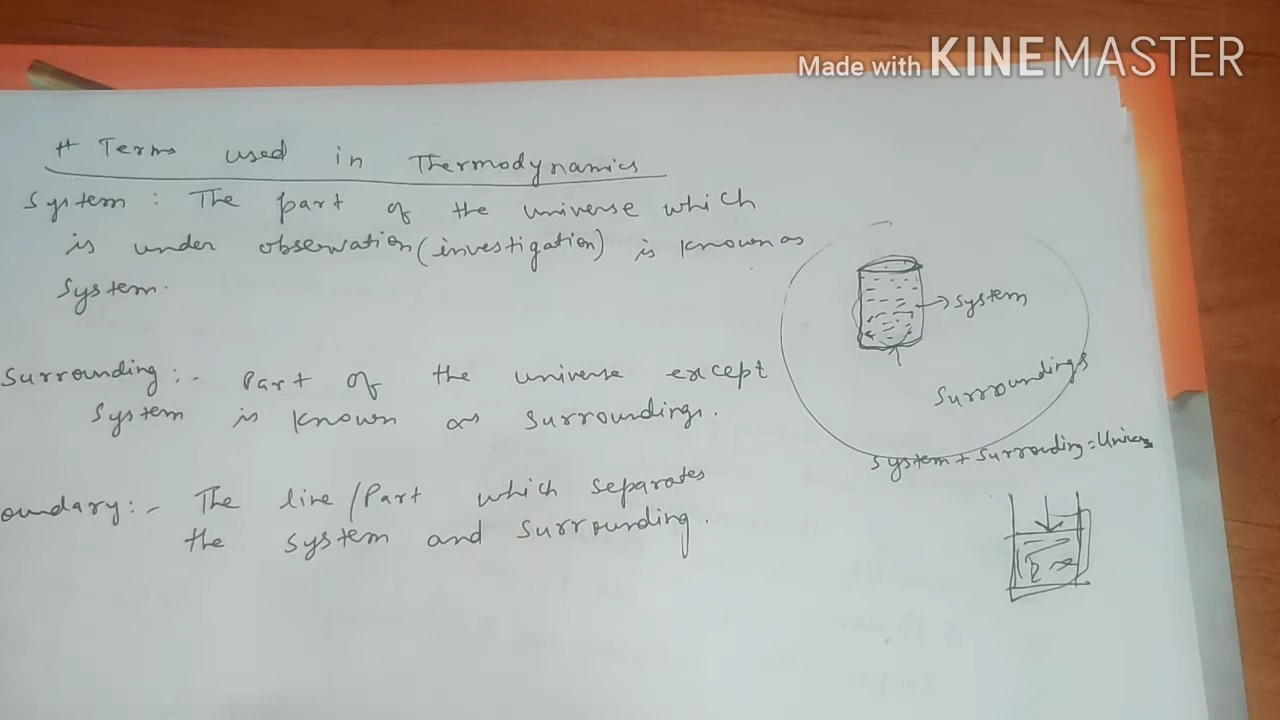 Made with KINEMASTER
# Terms used in Thermodynamics
System : The part of the universe which
is under observation (investigation) is known as
system.
Surrounding :- Part of the universe except
system is known as surroundings.
oundary :- The line/Part which separates
the system and surrounding.
→ system
Surroundings
System + Surrounding =